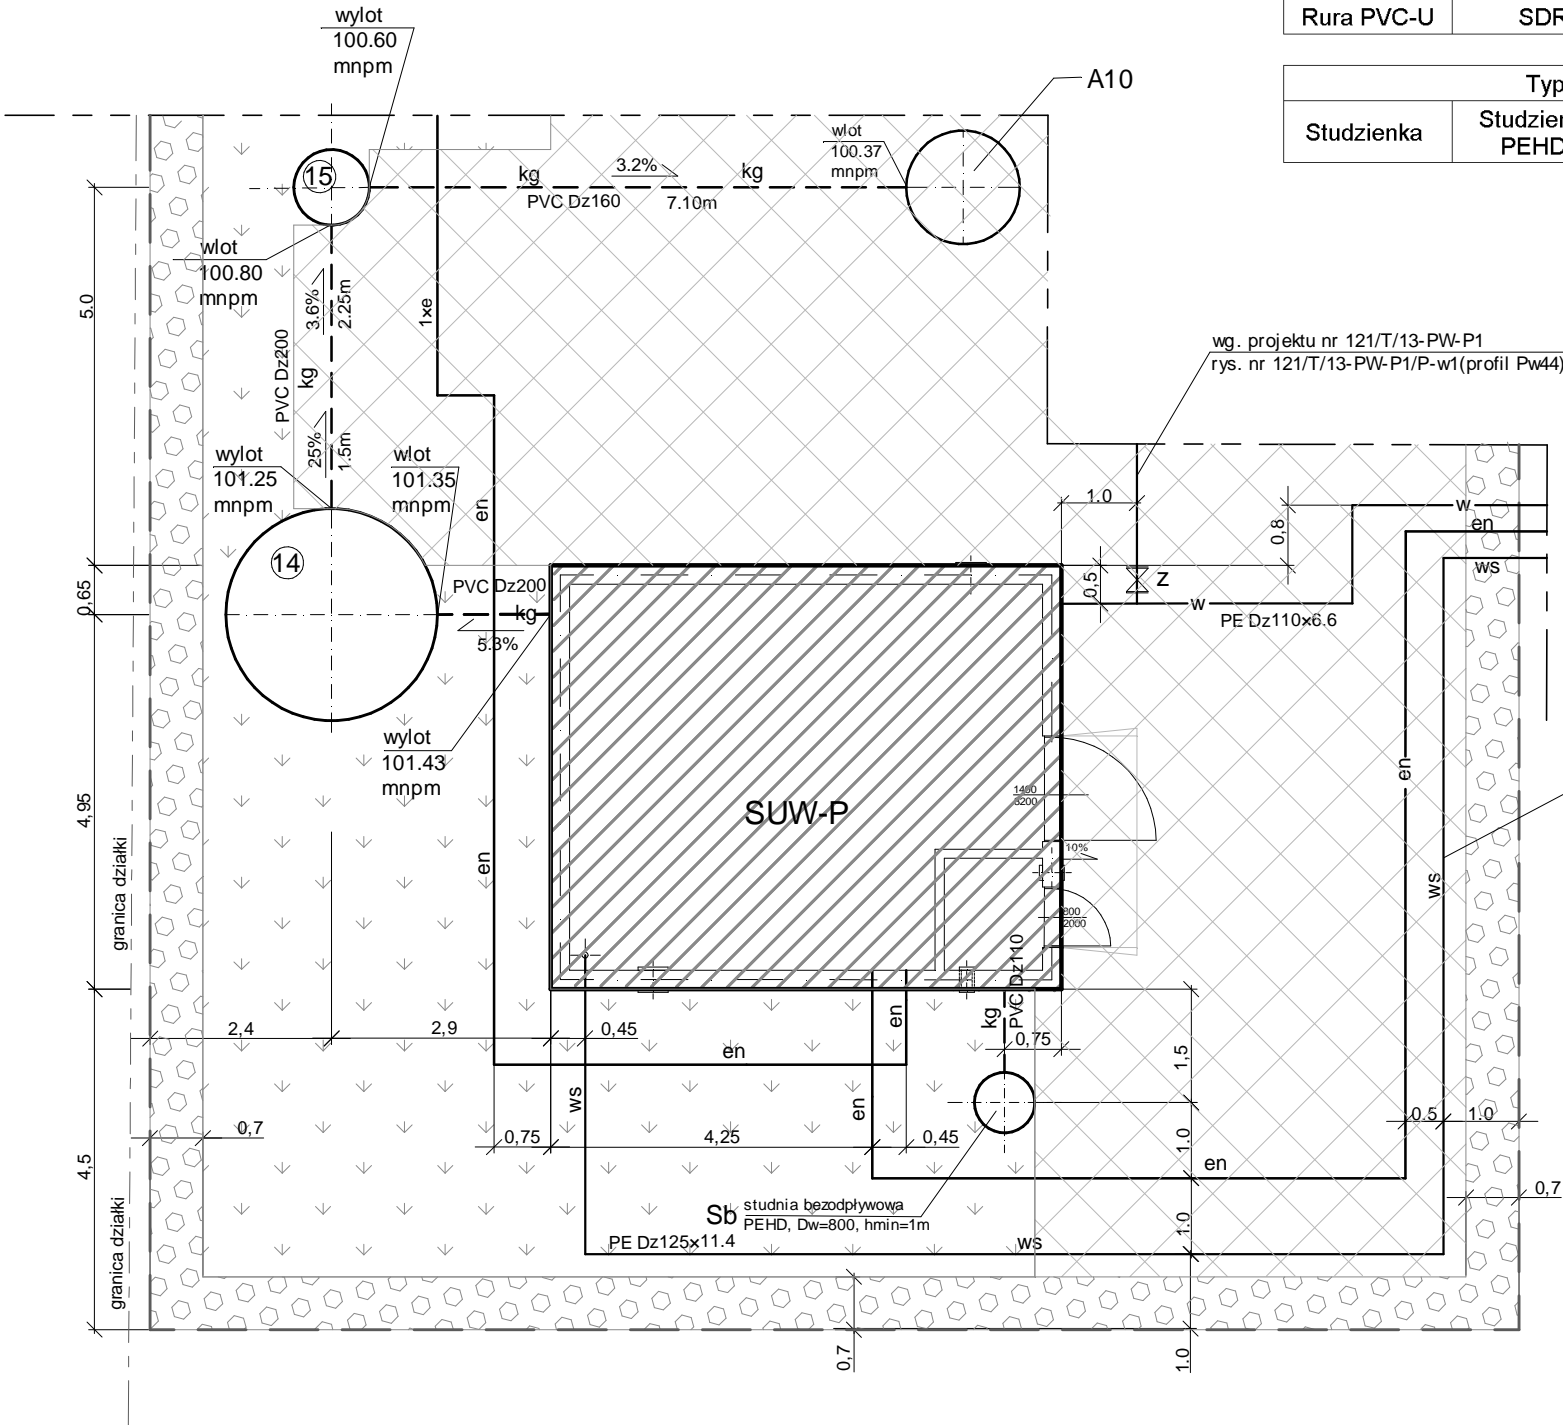 Rura PVC-U
SDR
Typ
Studzienka
Studzien
PEHD
wylot
100.60
mnpm
A10
15
kg
3.2%
kg
PVC Dz160
7.10m
wlot
100.37
mnpm
wlot
100.80
mnpm
5.0
3.6%
2.25m
PVC Dz200
kg
25%
1.5m
1×e
wg. projektu nr 121/T/13-PW-P1
rys. nr 121/T/13-PW-P1/P-w1(profil Pw44)
wylot
101.25
mnpm
wlot
101.35
mnpm
en
1.0
0,8
w
en
ws
14
0,65
PVC Dz200
kg
5.3%
0,5
z
w
PE Dz110×6.6
wylot
101.43
mnpm
SUW-P
1400
3200
10%
800
2000
4,95
granica działki
en
en
ws
PVC Dz110
kg
2,4
2,9
0,45
en
en
0,75
1,5
ws
en
0,7
0,75
4,25
0,45
1.0
0.5
1.0
4,5
en
0,7
Sb
studnia bezodpływowa
PEHD, Dw=800, hmin=1m
PE Dz125×11.4
ws
1.0
granica działki
0,7
1.0